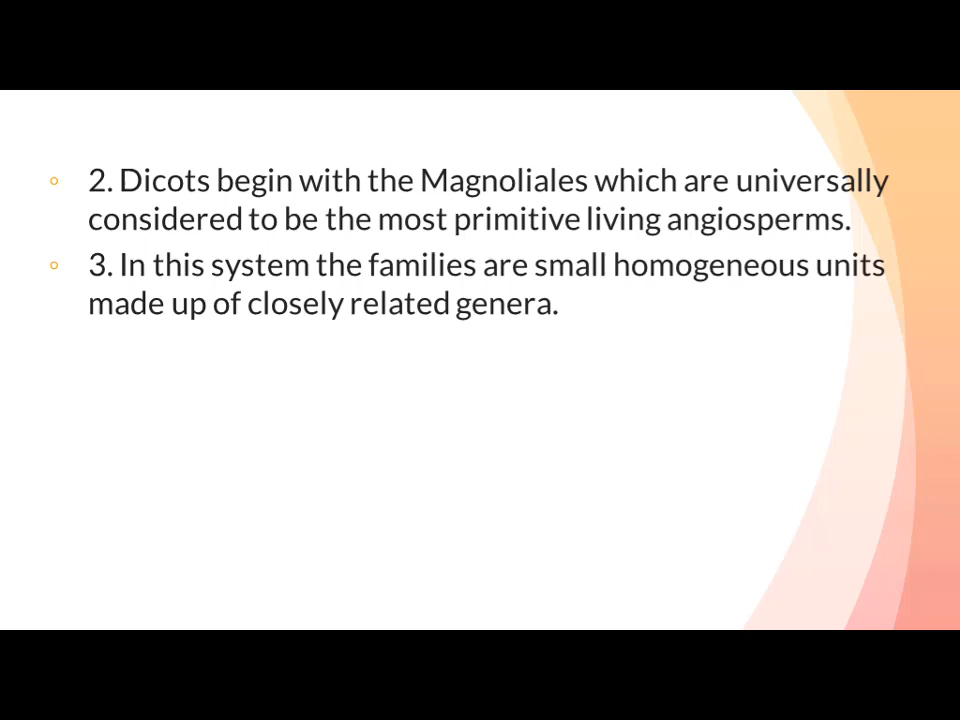 2. Dicots begin with the Magnoliales which are universally
considered to be the most primitive living angiosperms.
3. In this system the families are small homogeneous units
made up of closely related genera.